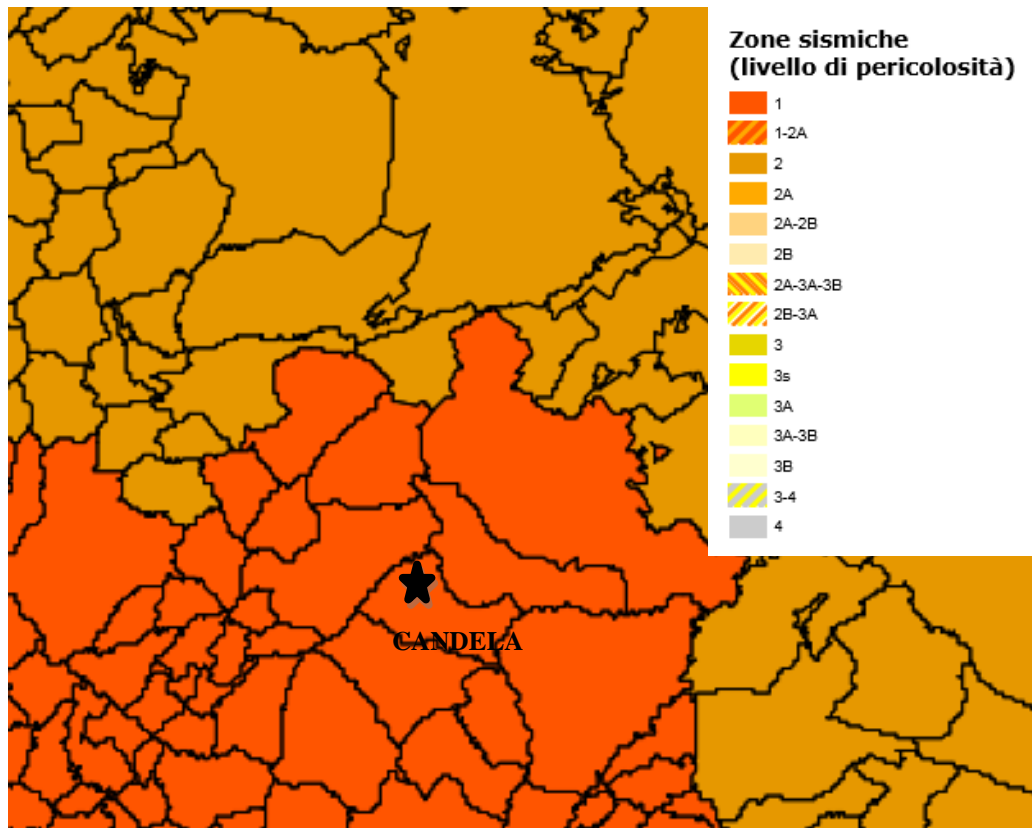 Zone sismiche
(livello di pericolosità)
1
1-2A
2
2A
2A-2B
2B
2A-3A-3B
2B-3A
3
3s
3A
3A-3B
3B
3-4
4
CANDELA